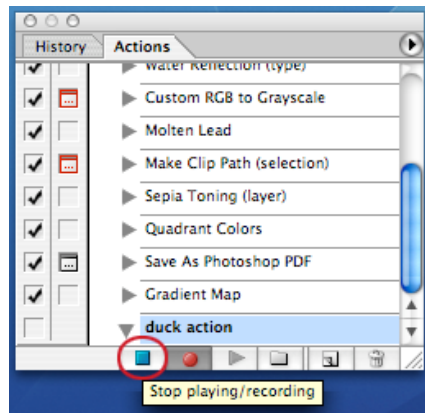 History Actions
Water Reflection (type)
Custom RGB to Grayscale
Molten Lead
Make Clip Path (selection)
Sepia Toning (layer)
Quadrant Colors
Save As Photoshop PDF
Gradient Map
duck action
Stop playing/recording